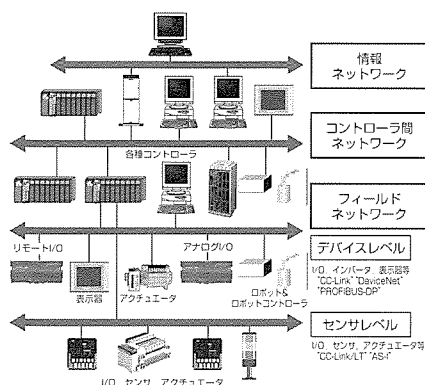 情報
ネットワーク
コントローラ間
ネットワーク
各種コントローラ
フィールド
ネットワーク
リモートI/O
アナログI/O
デバイスレベル
表示器
アクチュエータ
ロボット&
ロボットコントローラ
I/O、インバータ、表示器等
"CC-Link" "DeviceNet"
"PROFIBUS-DP"
センサレベル
I/O、センサ、アクチュエータ等
"CC-Link/LT" "AS-I"
I/O、センサ、アクチュエータ